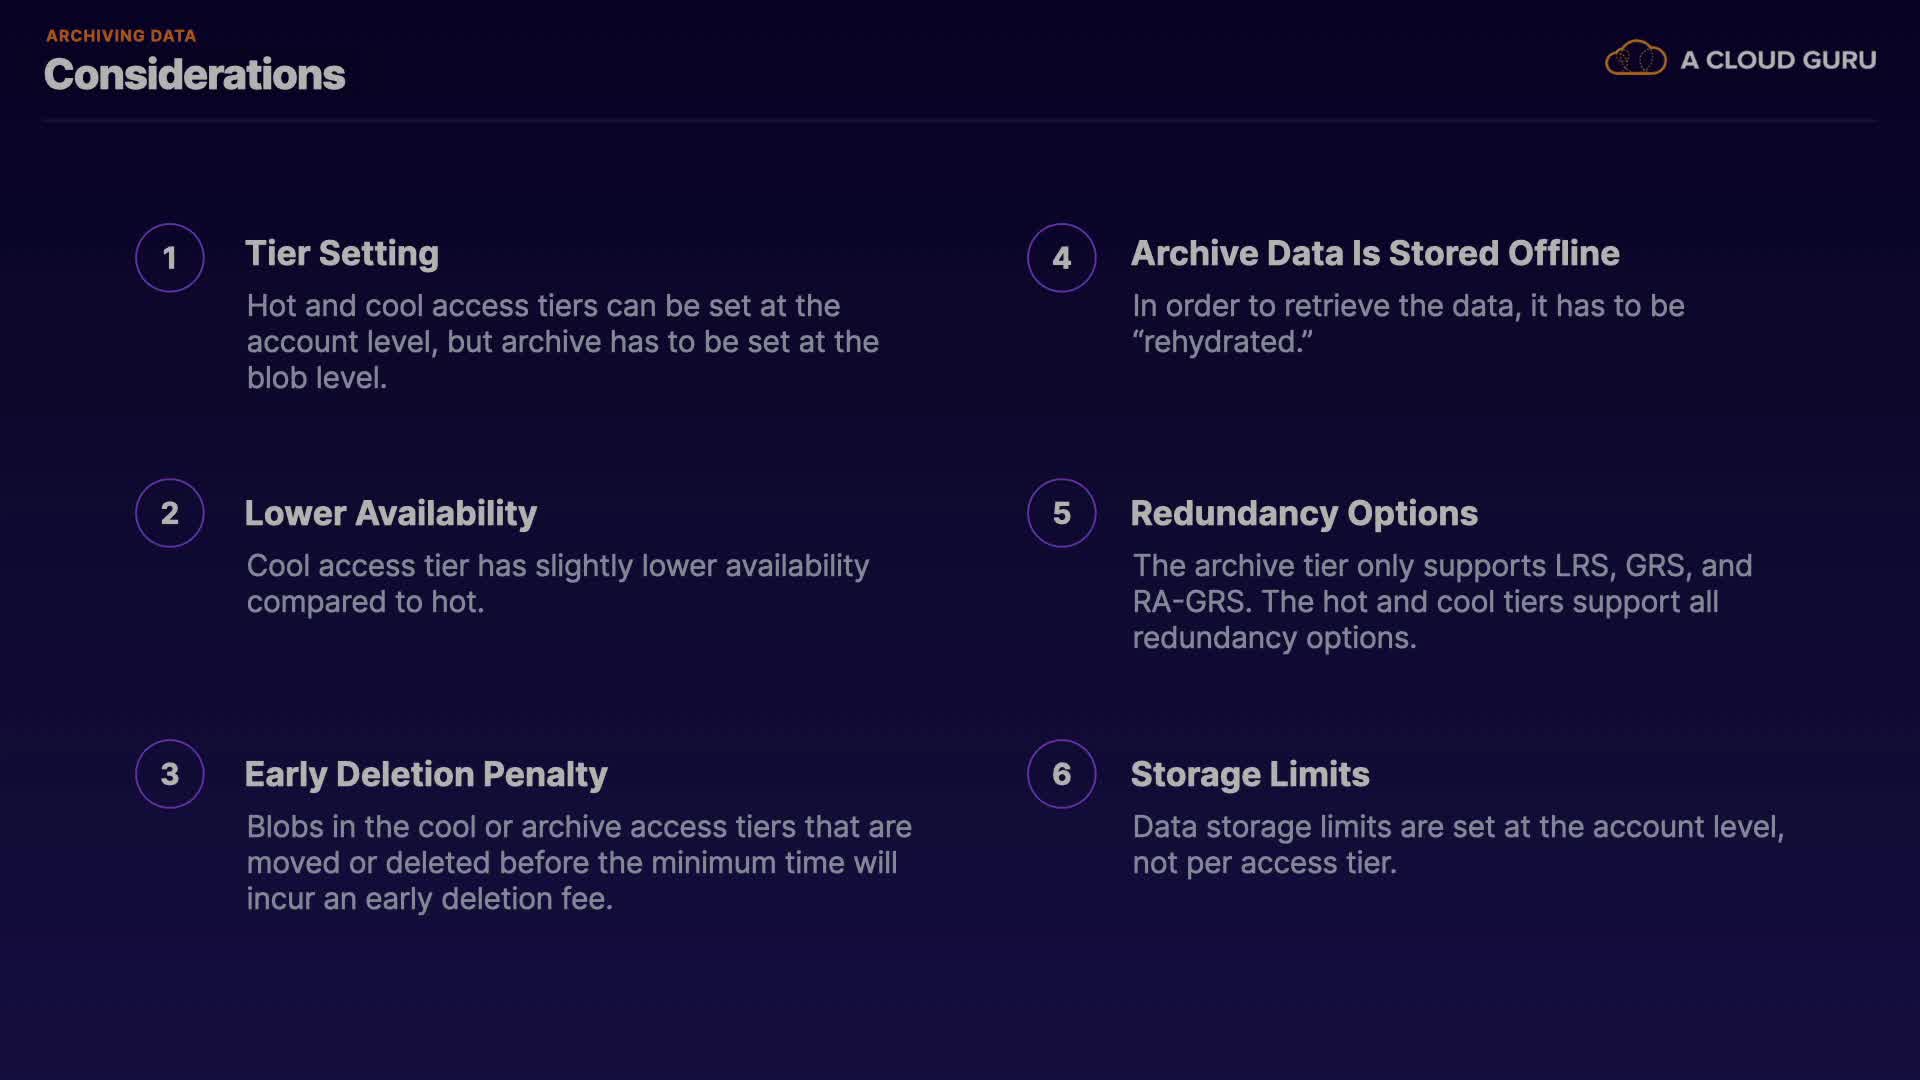 ARCHIVING DATA
Considerations
A CLOUD GURU
1
Tier Setting
Hot and cool access tiers can be set at the
account level, but archive has to be set at the
blob level.
2
Lower Availability
Cool access tier has slightly lower availability
compared to hot.
3
Early Deletion Penalty
Blobs in the cool or archive access tiers that are
moved or deleted before the minimum time will
incur an early deletion fee.
4
Archive Data Is Stored Offline
In order to retrieve the data, it has to be
“rehydrated.”
5
Redundancy Options
The archive tier only supports LRS, GRS, and
RA-GRS. The hot and cool tiers support all
redundancy options.
6
Storage Limits
Data storage limits are set at the account level,
not per access tier.